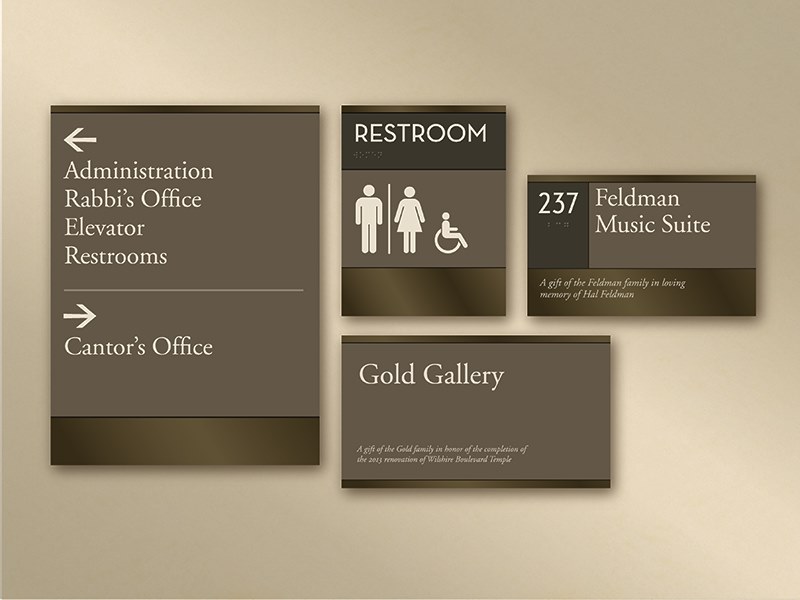 Administration
Rabbi's Office
Elevator
Restrooms
Cantor's Office
RESTROOM
237
Feldman
Music Suite
A gift of the Feldman family in loving
memory of Hal Feldman
Gold Gallery
A gift of the Gold family in honor of the completion of
the 2013 renovation of Wilshire Boulevard Temple